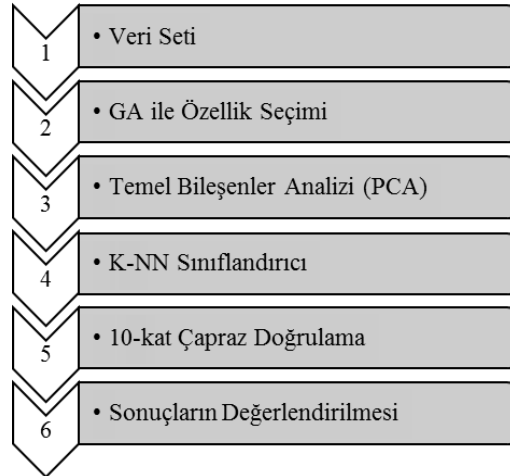 1 • Veri Seti
2 • GA ile Özellik Seçimi
3 • Temel Bileşenler Analizi (PCA)
4 • K-NN Sınıflandırıcı
5 • 10-kat Çapraz Doğrulama
6 • Sonuçların Değerlendirilmesi